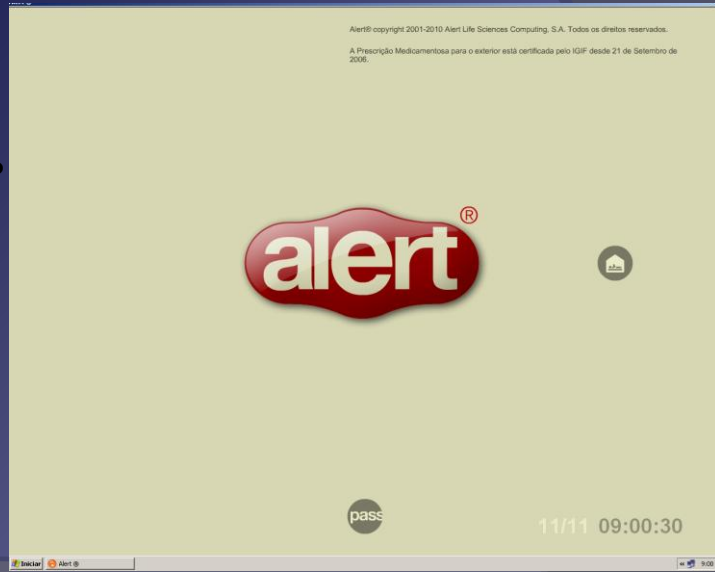 Alert® copyright 2001-2010 Alert Life Sciences Computing, S.A. Todos os direitos reservados.
A Prescrição Medicamentosa para o exterior está certificada pelo IGIF desde 21 de Setembro de
2006.
alert®
pass
11/11 09:00:30
Iniciar Alert ® 9:00